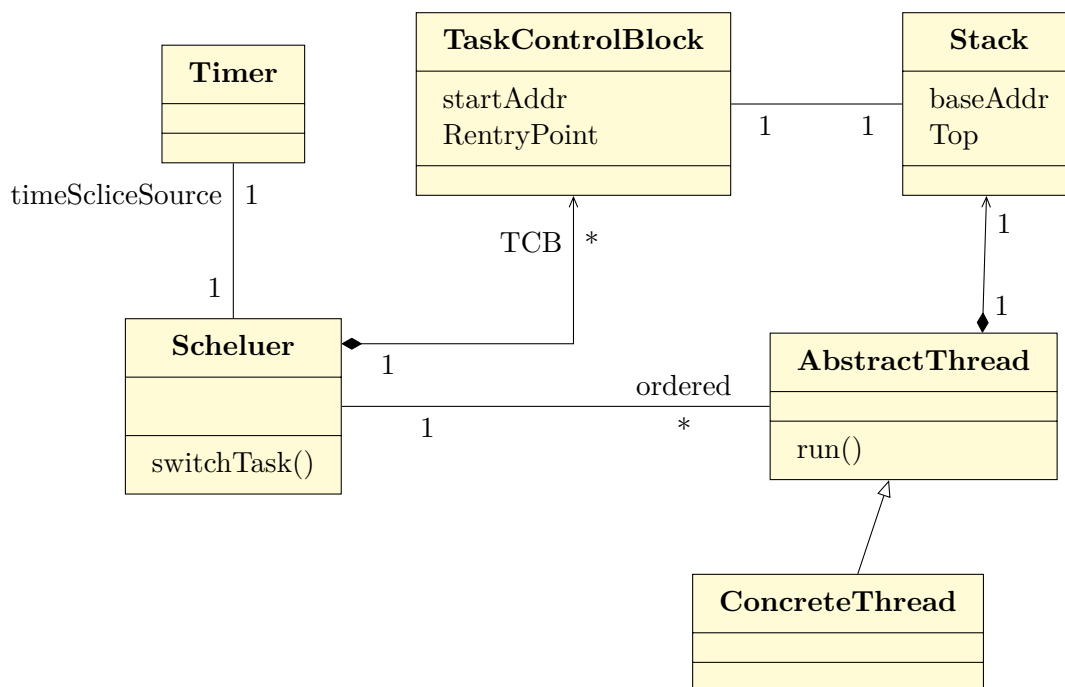 Timer
TaskControlBlock
startAddr
RentryPoint
Stack
baseAddr
Top
1
1
timeScliceSource
1
1
TCB
*
1
1
Scheluer
switchTask()
1
ordered
1
*
AbstractThread
run()
ConcreteThread